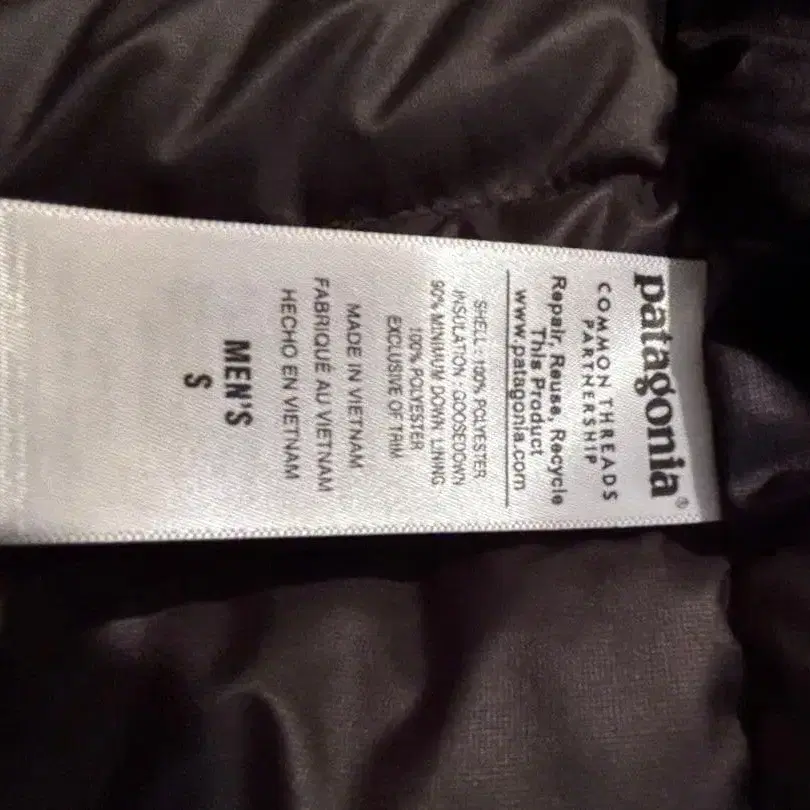 patagonia®
COMMON THREADS
PARTNERSHIP
Repair, Reuse, Recycle
This Product
www.patagonia.com
SHELL : 100% POLYESTER
INSULATION - GOOSEDOWN
90% MINIMUM DOWN LINING
100% POLYESTER
EXCLUSIVE OF TRIM
MADE IN VIETNAM
FABRIQUÉ AU VIETNAM
HECHO EN VIETNAM
MEN'S
S